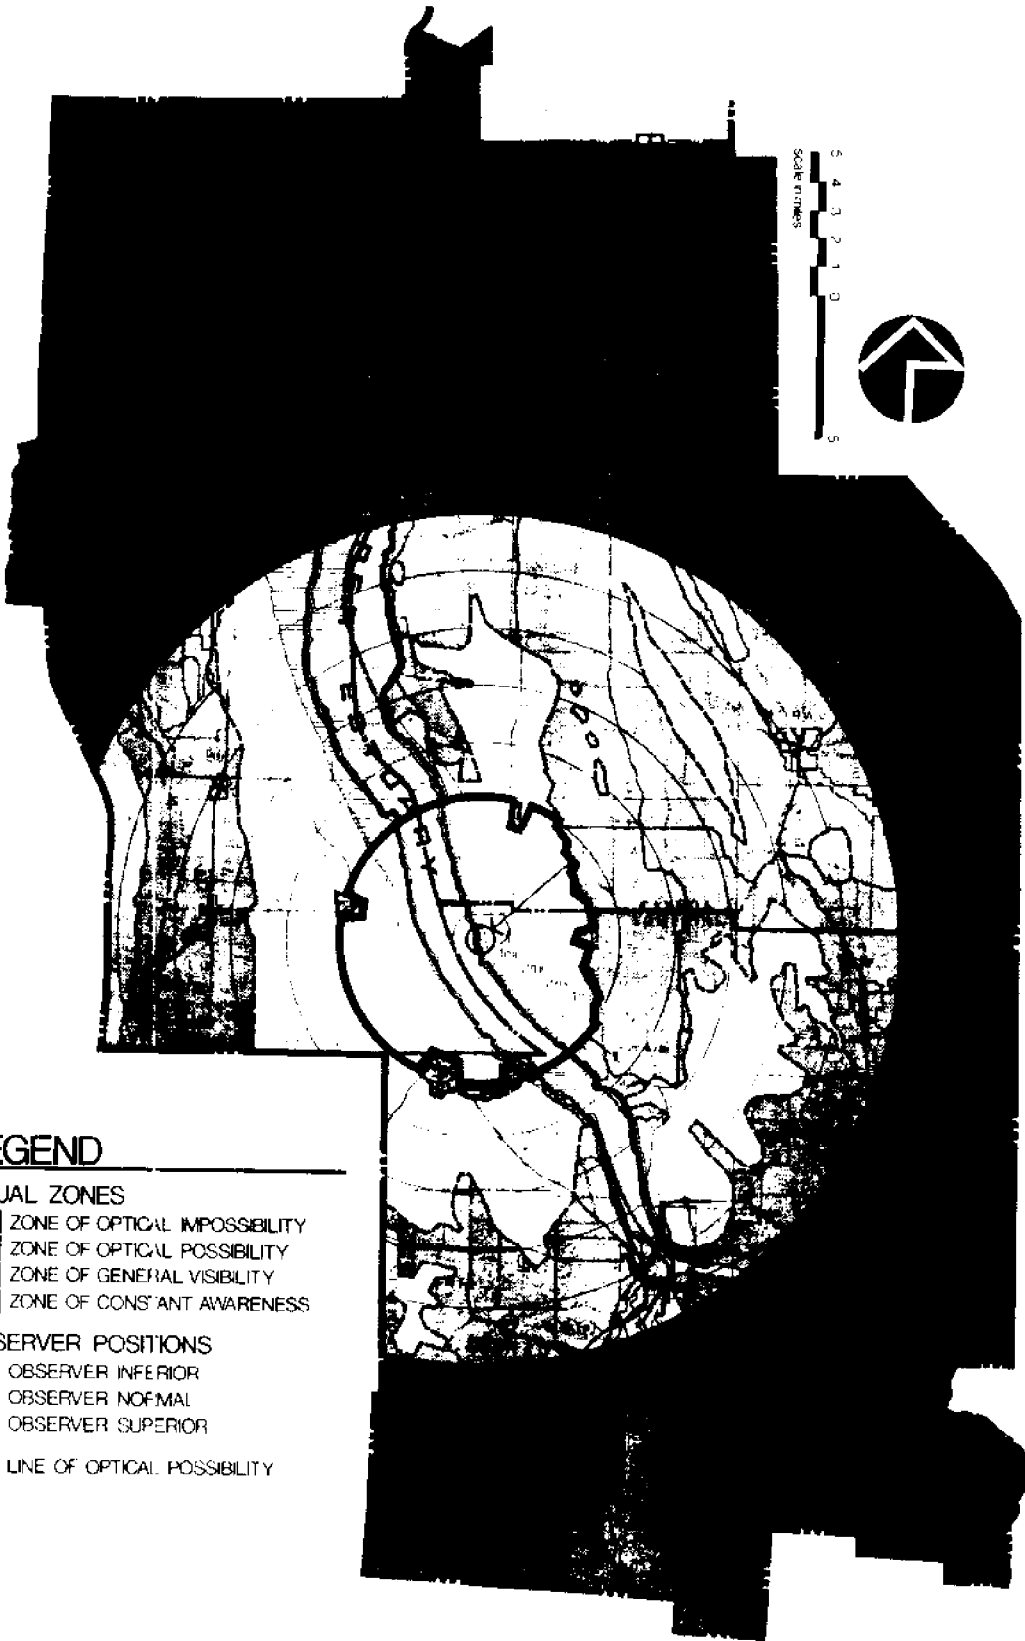 5 4 3 2 1 0 5
scale in miles
EGEND
UAL ZONES
ZONE OF OPTICAL IMPOSSIBILITY
ZONE OF OPTICAL POSSIBILITY
ZONE OF GENERAL VISIBILITY
ZONE OF CONSTANT AWARENESS
SERVER POSITIONS
OBSERVER INFERIOR
OBSERVER NORMAL
OBSERVER SUPERIOR
LINE OF OPTICAL POSSIBILITY